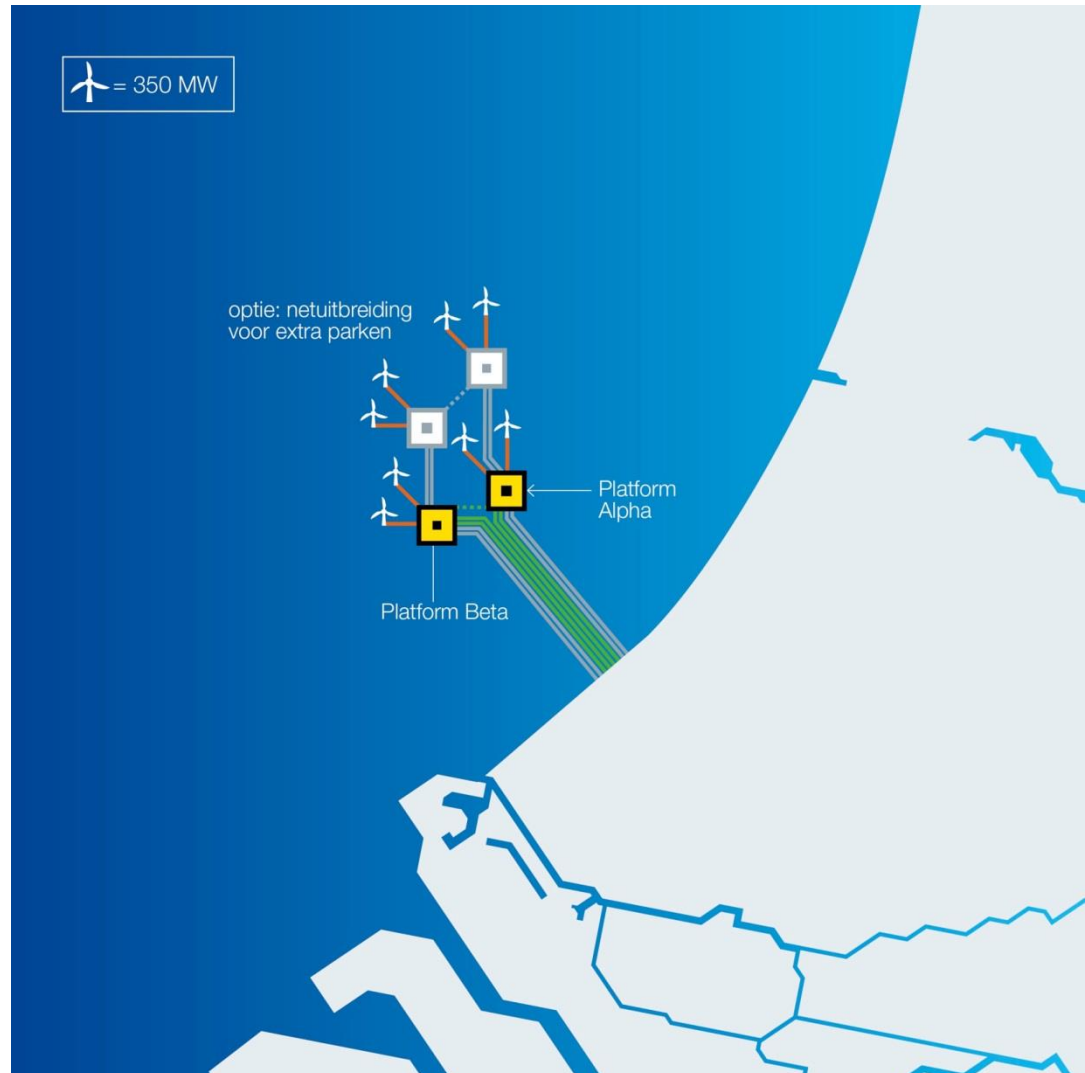 = 350 MW
optie: netuitbreiding
voor extra parken
Platform
Alpha
Platform Beta